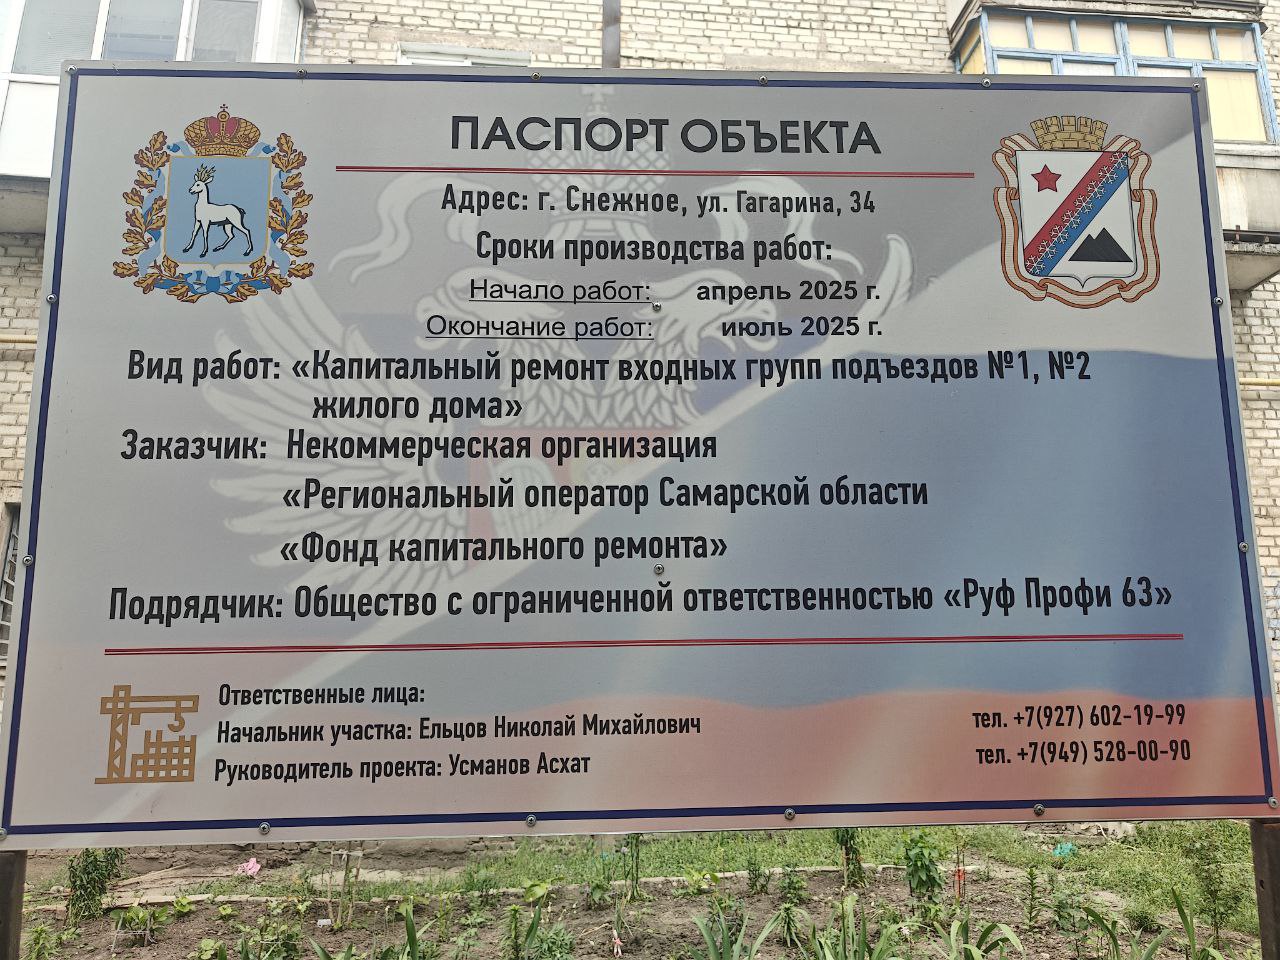 ПАСПОРТ ОБЪЕКТА
Адрес: г. Снежное, ул. Гагарина, 34
Сроки производства работ:
Начало работ: апрель 2025 г.
Окончание работ: июль 2025 г.
Вид работ: «Капитальный ремонт входных групп подъездов №1, №2
жилого дома»
Заказчик: Некоммерческая организация
«Региональный оператор Самарской области
«Фонд капитального ремонта»
Подрядчик: Общество с ограниченной ответственностью «Руф Профи 63»
Ответственные лица:
Начальник участка: Ельцов Николай Михайлович тел. +7(927) 602-19-99
Руководитель проекта: Усманов Асхат тел. +7(949) 528-00-90